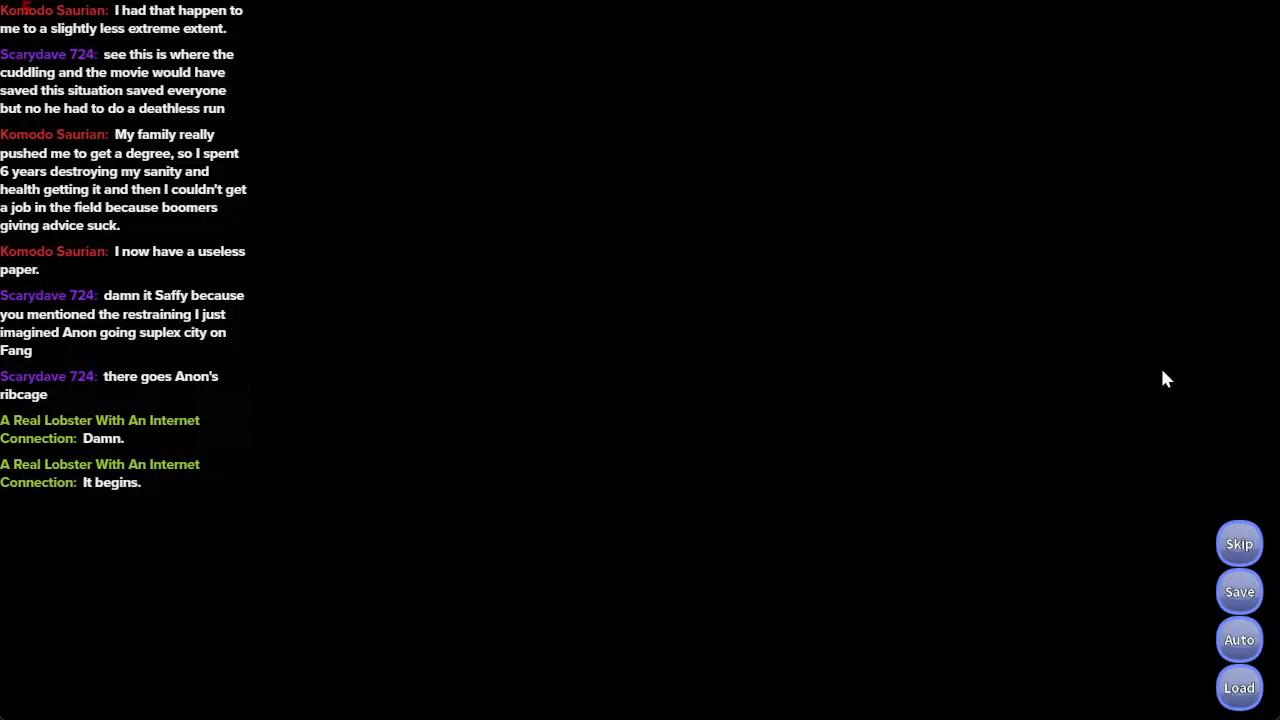 Komodo Saurian: I had that happen to
me to a slightly less extreme extent.
Scarydave 724: see this is where the
cuddling and the movie would have
saved this situation saved everyone
but no he had to do a deathless run
Komodo Saurian: My family really
pushed me to get a degree, so I spent
6 years destroying my sanity and
health getting it and then I couldn't get
a job in the field because boomers
giving advice suck.
Komodo Saurian: I now have a useless
paper.
Scarydave 724: damn it Saffy because
you mentioned the restraining I just
imagined Anon going suplex city on
Fang
Scarydave 724: there goes Anon's
ribcage
A Real Lobster With An Internet
Connection: Damn.
A Real Lobster With An Internet
Connection: It begins.
Skip
Save
Auto
Load